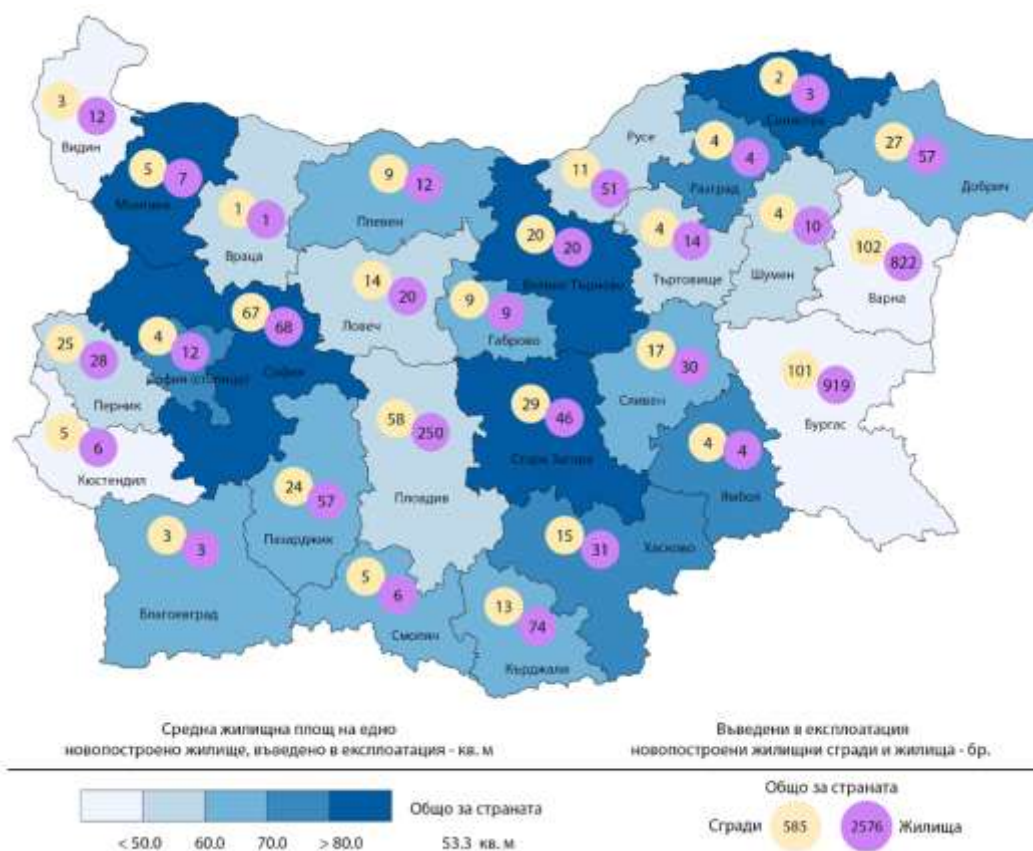 2
3
Силистра
3
12
Видин
Русе
4
4
Разград
27
57
Добрич
5
7
Монтана
9
12
Плевен
11
51
1
1
Враца
20
20
Велико Търново
4
14
Търговище
4
10
Шумен
102
822
Варна
14
20
Ловеч
9
9
Габрово
67
68
София
4
12
София (столица)
25
28
Перник
17
30
Сливен
101
919
Бургас
5
6
Кюстендил
58
250
Пловдив
29
46
Стара Загора
4
4
Ямбол
24
57
Пазарджик
15
31
Хасково
3
3
Благоевград
5
6
Смолян
13
74
Кърджали
Средна жилищна площ на едно
новопостроено жилище, въведено в експлоатация - кв. м
Въведени в експлоатация
новопостроени жилищни сгради и жилища - бр.
Общо за страната
< 50.0 60.0 70.0 > 80.0 53.3 кв. м
Общо за страната
Сгради 585 2576 Жилища